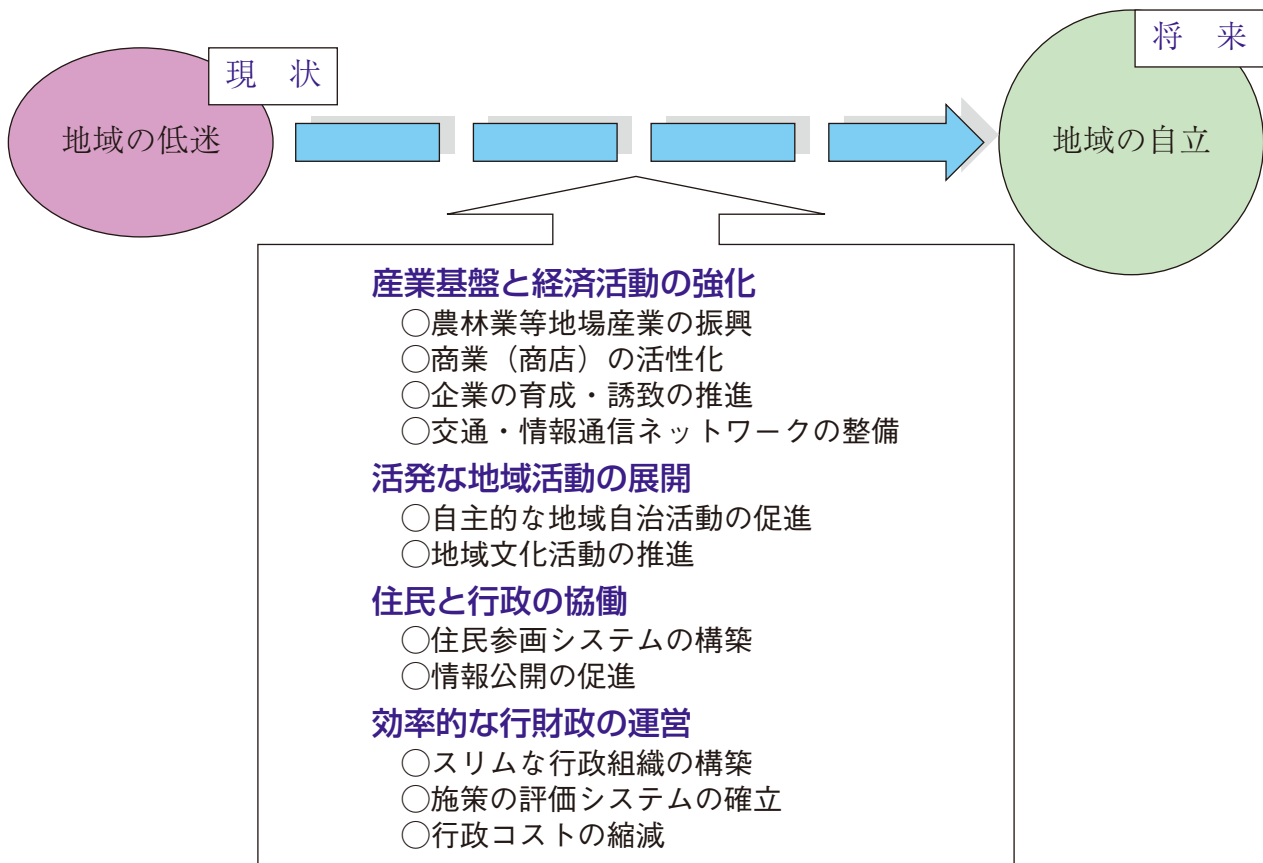 現　状
地域の低迷
将　来
地域の自立
産業基盤と経済活動の強化
○農林業等地場産業の振興
○商業（商店）の活性化
○企業の育成・誘致の推進
○交通・情報通信ネットワークの整備
活発な地域活動の展開
○自主的な地域自治活動の促進
○地域文化活動の推進
住民と行政の協働
○住民参画システムの構築
○情報公開の促進
効率的な行財政の運営
○スリムな行政組織の構築
○施策の評価システムの確立
○行政コストの縮減